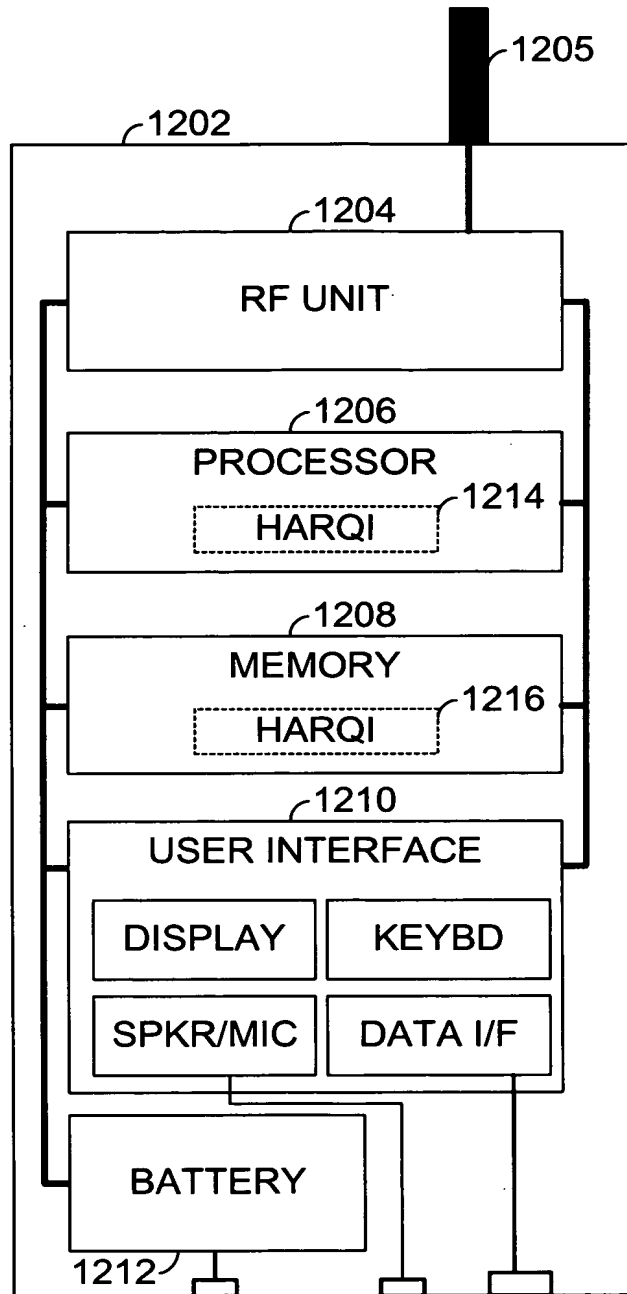 1205
1202
1204
RF UNIT
1206
PROCESSOR
1214
HARQI
1208
MEMORY
1216
HARQI
1210
USER INTERFACE
DISPLAY KEYBD
SPKR/MIC DATA I/F
BATTERY
1212